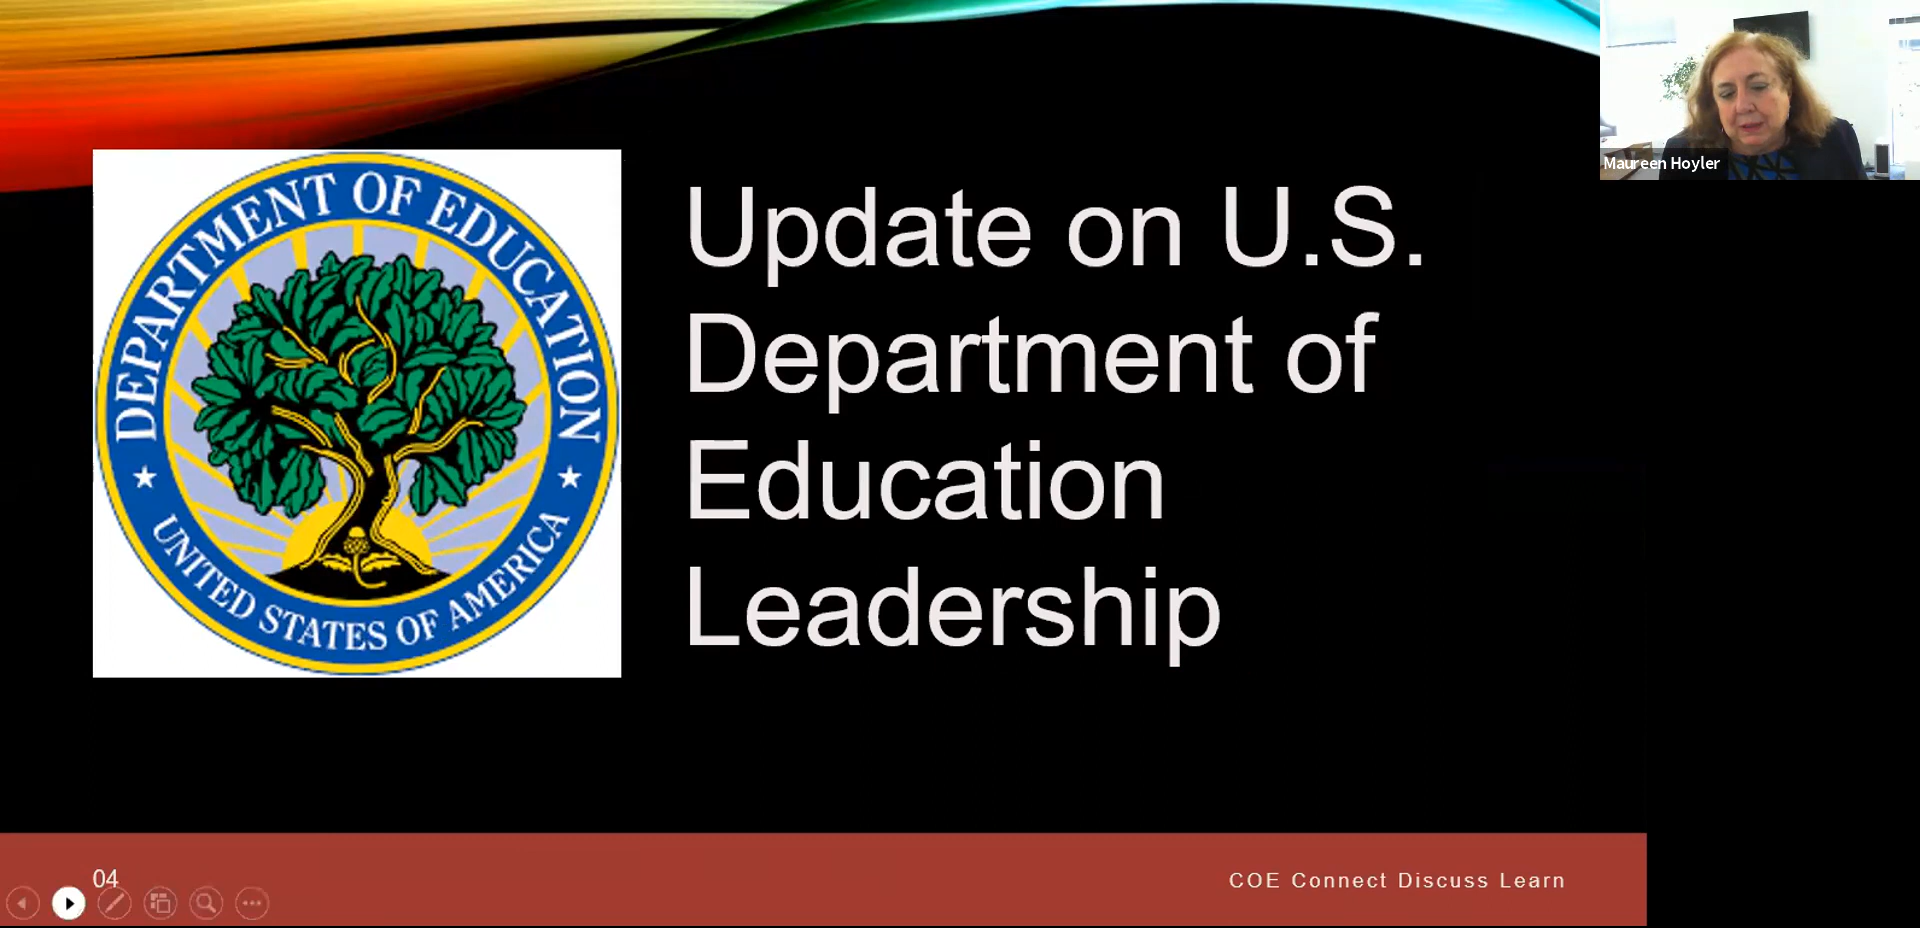 DEPARTMENT OF EDUCATION
UNITED STATES OF AMERICA
Update on U.S.
Department of
Education
Leadership
Maureen Hoyler
04
COE Connect Discuss Learn